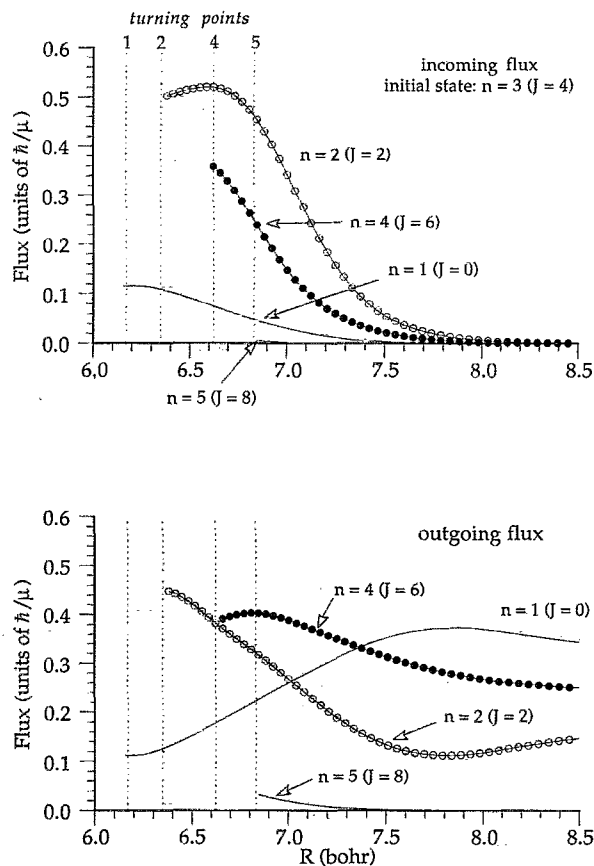 turning points
1 2 4 5
0.6
0.5
0.4
0.3
0.2
0.1
0.0
Flux (units of ħ/μ)
incoming flux
initial state: n = 3 (J = 4)
n = 2 (J = 2)
n = 4 (J = 6)
n = 1 (J = 0)
n = 5 (J = 8)
6,0 6.5 7.0 7.5 8.0 8.5
0.6
0.5
0.4
0.3
0.2
0.1
0.0
Flux (units of ħ/μ)
outgoing flux
n = 4 (J = 6)
n = 1 (J = 0)
n = 2 (J = 2)
n = 5 (J = 8)
6.0 6.5 7.0 7.5 8.0 8.5
R (bohr)